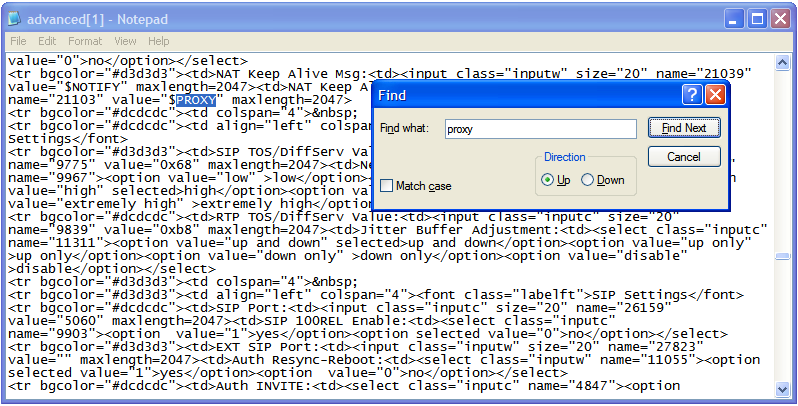 advanced[1] - Notepad
File Edit Format View Help
value="0">no</option></select>
<tr bgcolor="#d3d3d3"><td>NAT Keep Alive Msg:<td><input class="inputw" size="20" name="21039"
value="$NOTIFY" maxlength=2047><td>NAT Keep A
name="21103" value="$PROXY" maxlength=2047>
<tr bgcolor="#dcdcdc"><td colspan="4">&nbsp;
<tr bgcolor="#dcdcdc"><td align="left" colspan
Settings</font>
<tr bgcolor="#d3d3d3"><td>SIP TOS/DiffServ Val
name="9775" value="0x68" maxlength=2047><td>Ne
name="9967"><option value="low" >low</option><
value="high" selected>high</option><option val
value="extremely high" >extremely high</option
<tr bgcolor="#dcdcdc"><td>RTP TOS/DiffServ Value:<td><input class="inputc" size="20"
name="9839" value="0xb8" maxlength=2047><td>Jitter Buffer Adjustment:<td><select class="inputc"
name="11311"><option value="up and down" selected>up and down</option><option value="up only"
>up only</option><option value="down only" >down only</option><option value="disable"
>disable</option></select>
<tr bgcolor="#d3d3d3"><td colspan="4">&nbsp;
<tr bgcolor="#d3d3d3"><td align="left" colspan="4"><font class="labelft">SIP Settings</font>
<tr bgcolor="#dcdcdc"><td>SIP Port:<td><input class="inputc" size="20" name="26159"
value="5060" maxlength=2047><td>SIP 100REL Enable:<td><select class="inputc"
name="9903"><option  value="1">yes</option><option selected value="0">no</option></select>
<tr bgcolor="#d3d3d3"><td>EXT SIP Port:<td><input class="inputw" size="20" name="27823"
value="" maxlength=2047><td>Auth Resync-Reboot:<td><select class="inputw" name="11055"><option
selected value="1">yes</option><option  value="0">no</option></select>
<tr bgcolor="#dcdcdc"><td>Auth INVITE:<td><select class="inputc" name="4847"><option
Find
Find what: proxy
Find Next
Cancel
Direction
Match case
Up Down